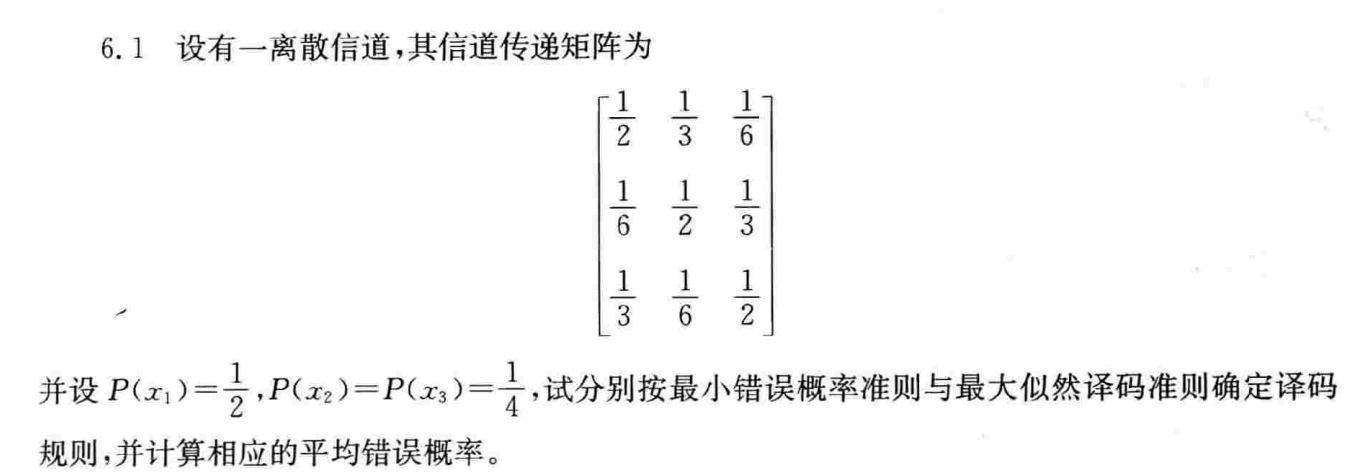 6.1 设有一离散信道,其信道传递矩阵为
1/2 1/3 1/6
1/6 1/2 1/3
1/3 1/6 1/2
并设 P(x₁)=1/2,P(x₂)=P(x₃)=1/4,试分别按最小错误概率准则与最大似然译码准则确定译码
规则,并计算相应的平均错误概率。